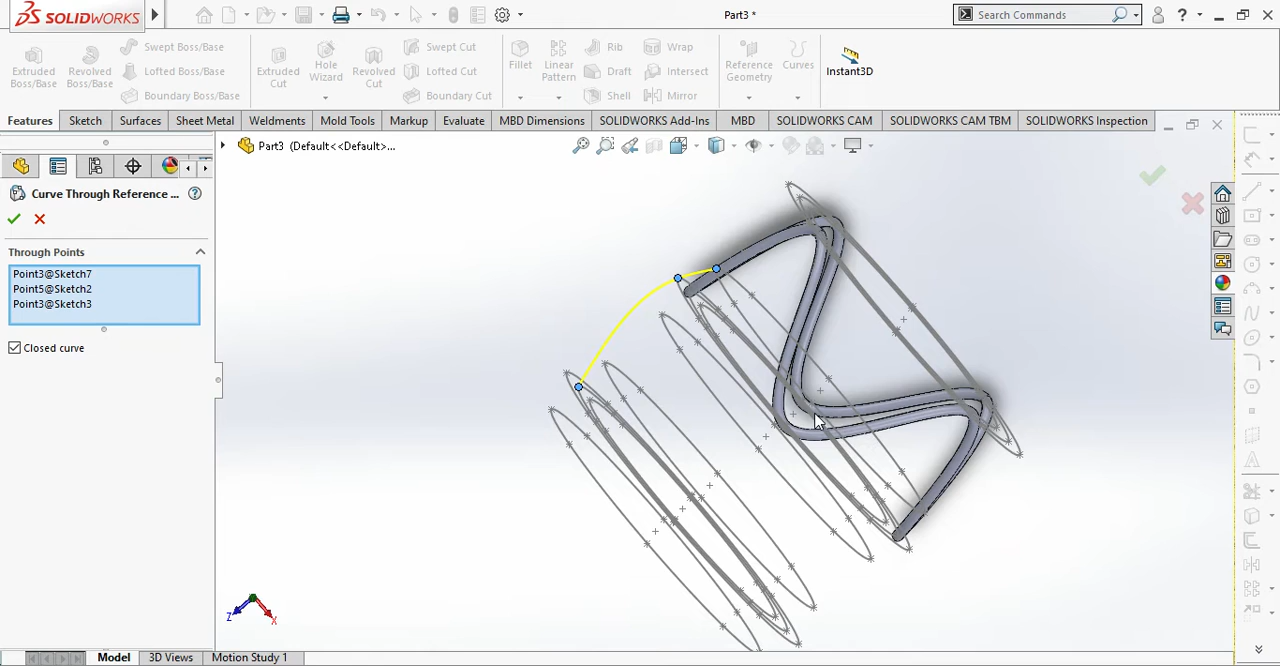 SOLIDWORKS
Part3 *
Search Commands
Extruded Boss/Base
Revolved Boss/Base
Swept Boss/Base
Lofted Boss/Base
Boundary Boss/Base
Extruded Cut
Hole Wizard
Revolved Cut
Swept Cut
Lofted Cut
Boundary Cut
Fillet
Linear Pattern
Rib
Draft
Shell
Wrap
Intersect
Mirror
Reference Geometry
Curves
Instant3D
Features
Sketch
Surfaces
Sheet Metal
Weldments
Mold Tools
Markup
Evaluate
MBD Dimensions
SOLIDWORKS Add-Ins
MBD
SOLIDWORKS CAM
SOLIDWORKS CAM TBM
SOLIDWORKS Inspection
Part3 (Default<<Default>...
Curve Through Reference ...
Through Points
Point3@Sketch7
Point5@Sketch2
Point3@Sketch3
Closed curve
Z
X
Model
3D Views
Motion Study 1